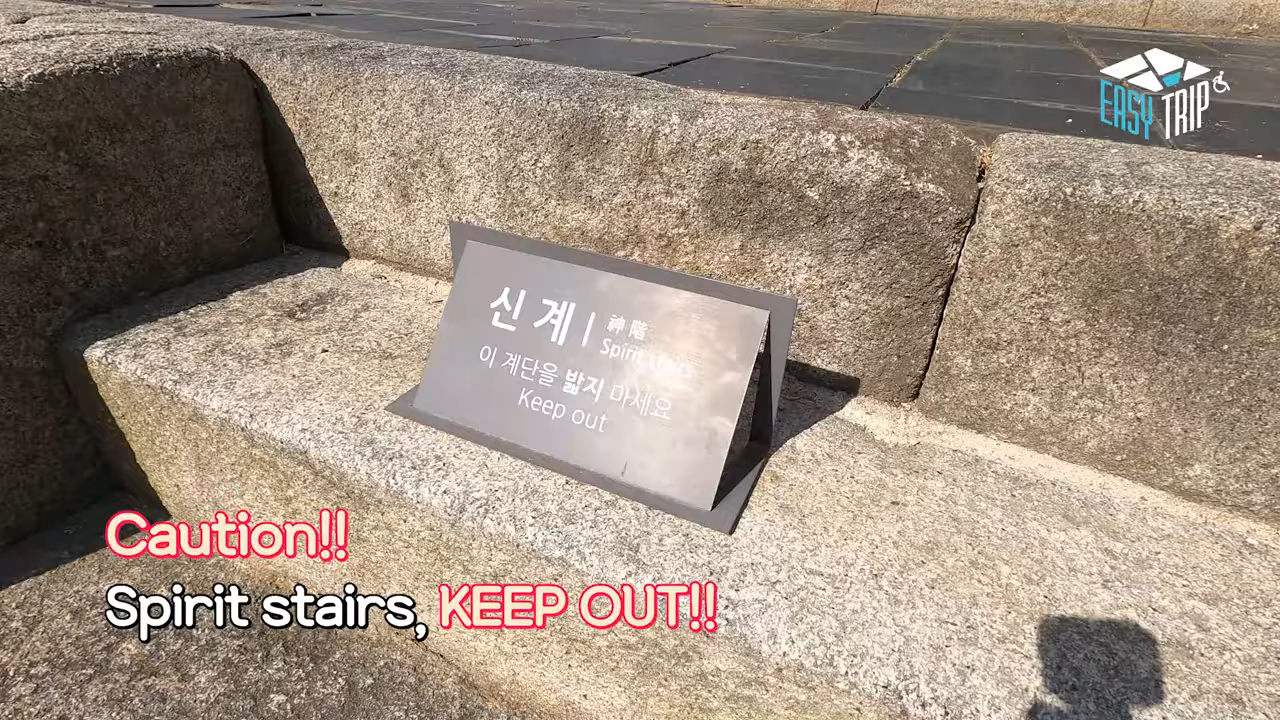 EASY TRIP
신계 | 神階
Spirit stairs
이 계단을 밟지 마세요
Keep out
Caution!!
Spirit stairs, KEEP OUT!!